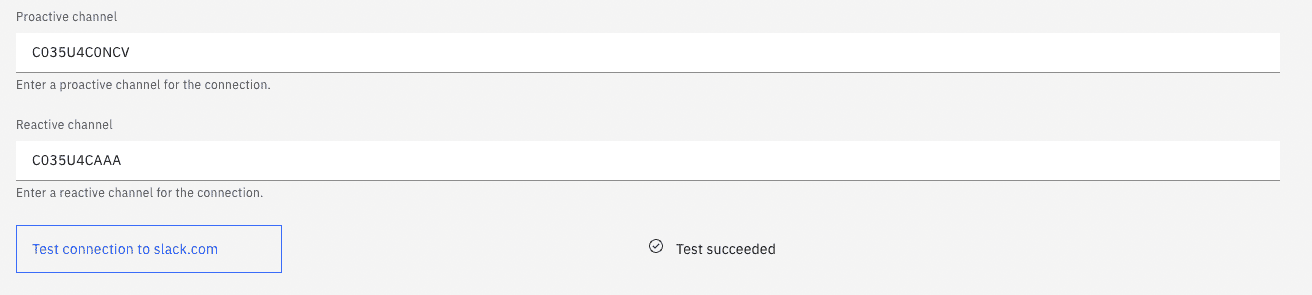 Proactive channel
C035U4C0NCV
Enter a proactive channel for the connection.
Reactive channel
C035U4CAAA
Enter a reactive channel for the connection.
Test connection to slack.com
Test succeeded